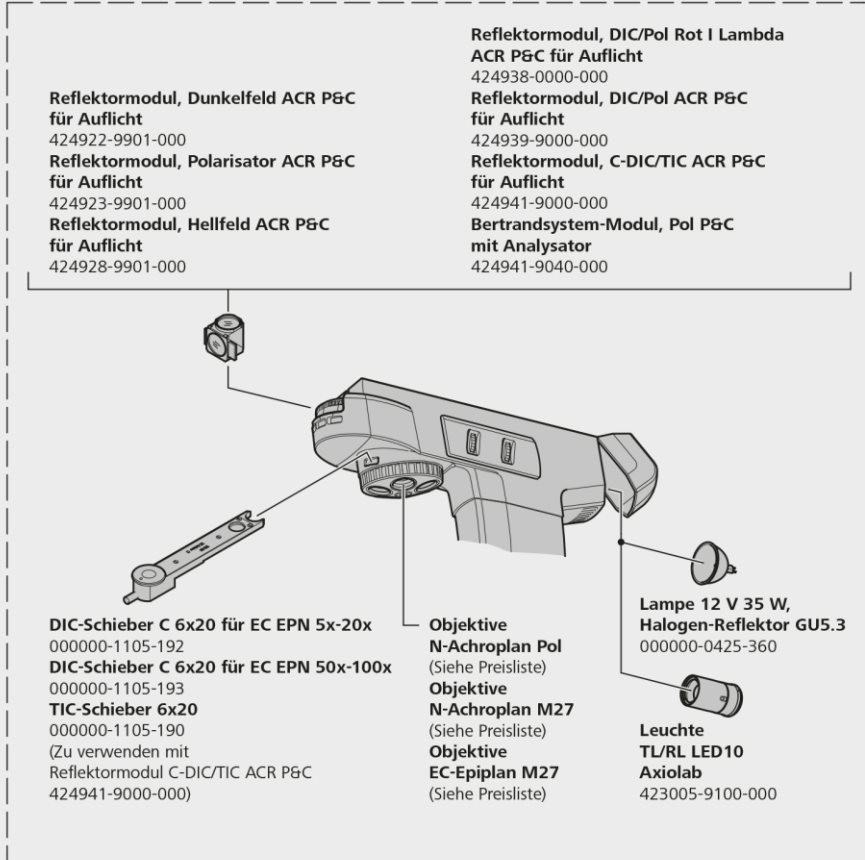 Reflektormodul, Dunkelfeld ACR P&C
für Auflicht
424922-9901-000
Reflektormodul, Polarisator ACR P&C
für Auflicht
424923-9901-000
Reflektormodul, Hellfeld ACR P&C
für Auflicht
424928-9901-000
Reflektormodul, DIC/Pol Rot I Lambda
ACR P&C für Auflicht
424938-0000-000
Reflektormodul, DIC/Pol ACR P&C
für Auflicht
424939-9000-000
Reflektormodul, C-DIC/TIC ACR P&C
für Auflicht
424941-9000-000
Bertrandsystem-Modul, Pol P&C
mit Analysator
424941-9040-000
DIC-Schieber C 6x20 für EC EPN 5x-20x
000000-1105-192
DIC-Schieber C 6x20 für EC EPN 50x-100x
000000-1105-193
TIC-Schieber 6x20
000000-1105-190
(Zu verwenden mit
Reflektormodul C-DIC/TIC ACR P&C
424941-9000-000)
Objektive
N-Achroplan Pol
(Siehe Preisliste)
Objektive
N-Achroplan M27
(Siehe Preisliste)
Objektive
EC-Epiplan M27
(Siehe Preisliste)
Lampe 12 V 35 W,
Halogen-Reflektor GU5.3
000000-0425-360
Leuchte
TL/RL LED10
Axiolab
423005-9100-000